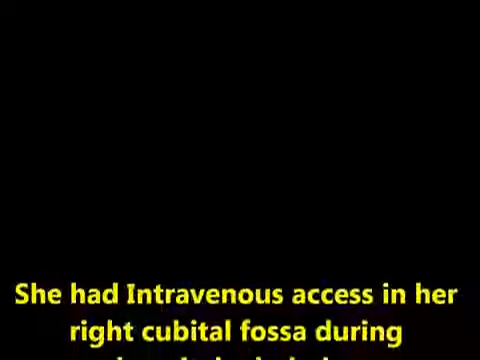 She had Intravenous access in her
right cubital fossa during